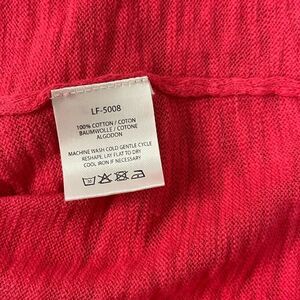 LF-5008
100% COTTON / COTON
BAUMWOLLE / COTONE
ALGODON
MACHINE WASH COLD GENTLE CYCLE
RESHAPE, LAY FLAT TO DRY
COOL IRON IF NECESSARY